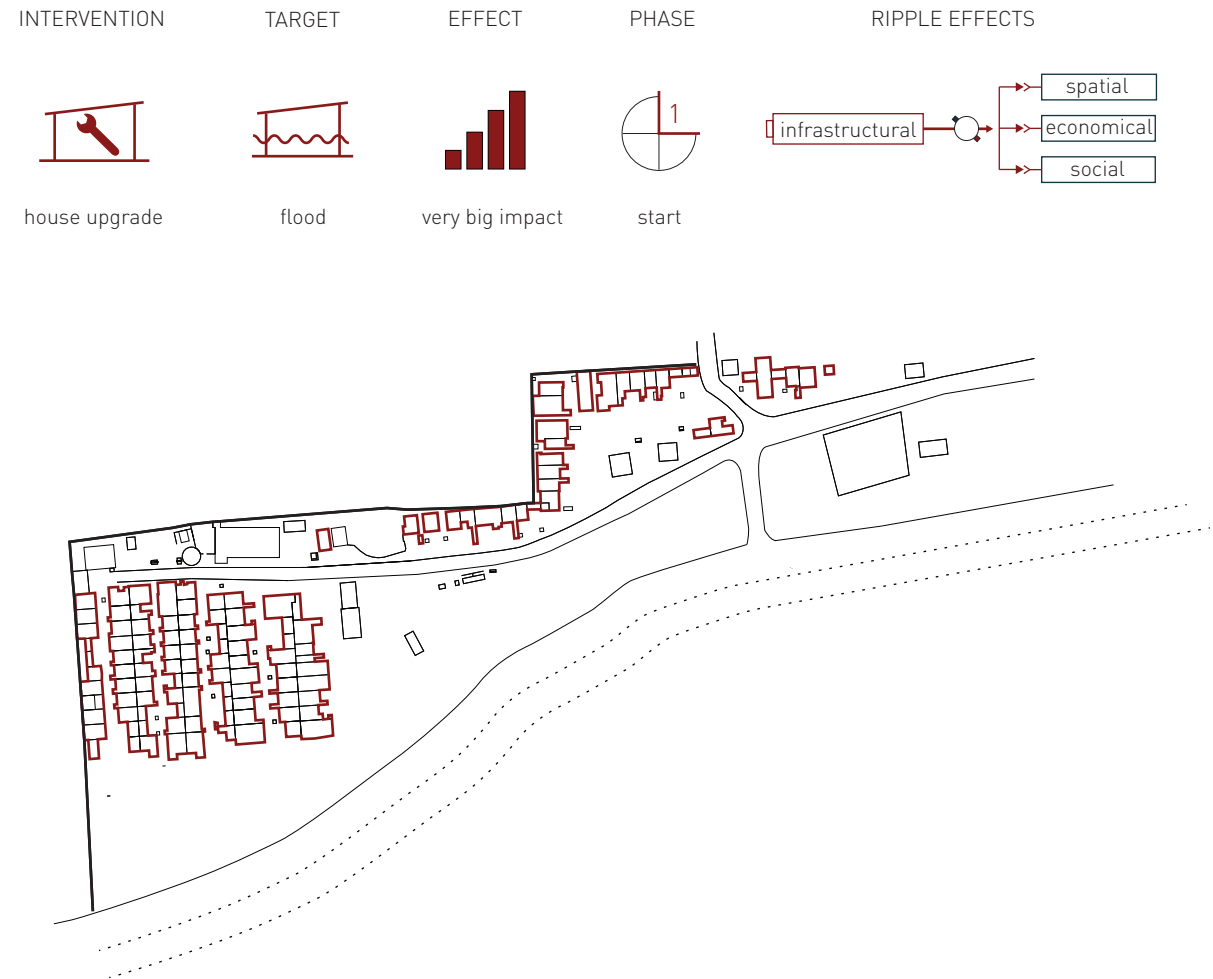 INTERVENTION TARGET EFFECT PHASE RIPPLE EFFECTS
1
spatial
infrastructural economical
social
house upgrade flood very big impact start